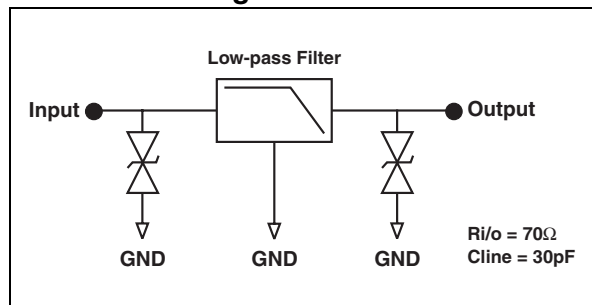 Low-pass Filter
Input
Output
Ri/o = 70Ω
Cline = 30pF
GND
GND
GND